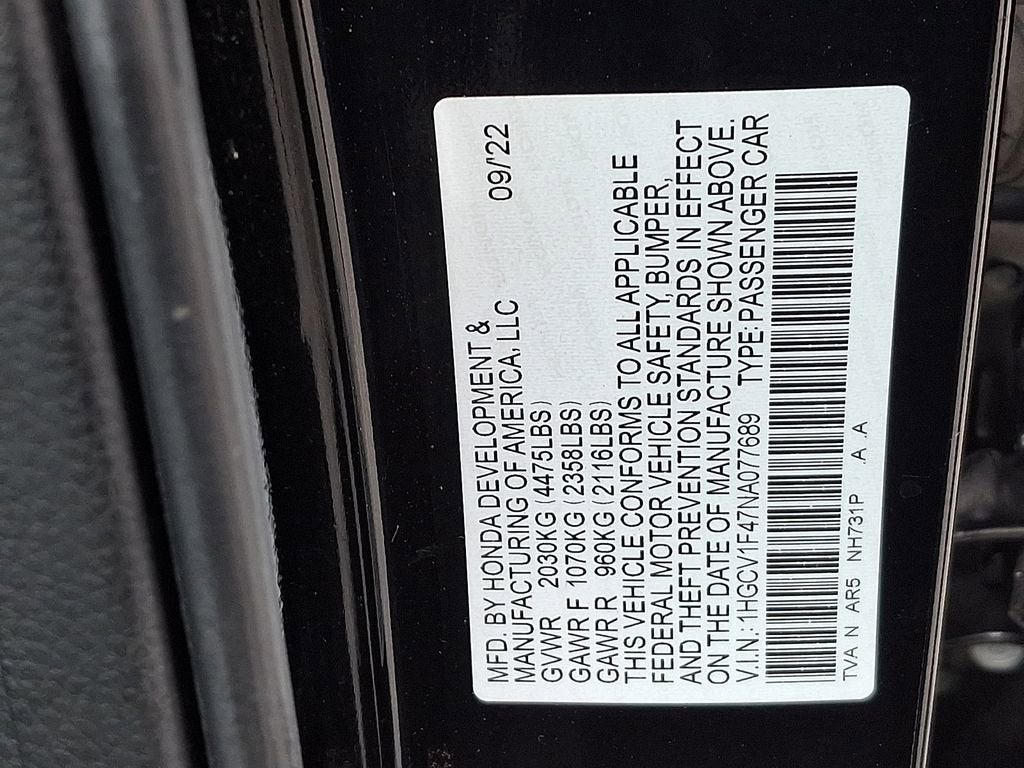 MFD. BY HONDA DEVELOPMENT &
MANUFACTURING OF AMERICA, LLC 09/'22
GVWR 2030KG (4475LBS)
GAWR F 1070KG (2358LBS)
GAWR R 960KG (2116LBS)
THIS VEHICLE CONFORMS TO ALL APPLICABLE
FEDERAL MOTOR VEHICLE SAFETY, BUMPER,
AND THEFT PREVENTION STANDARDS IN EFFECT
ON THE DATE OF MANUFACTURE SHOWN ABOVE.
V.I.N.: 1HGCV1F47NA077689 TYPE: PASSENGER CAR
TVA N AR5 NH731P .A .A